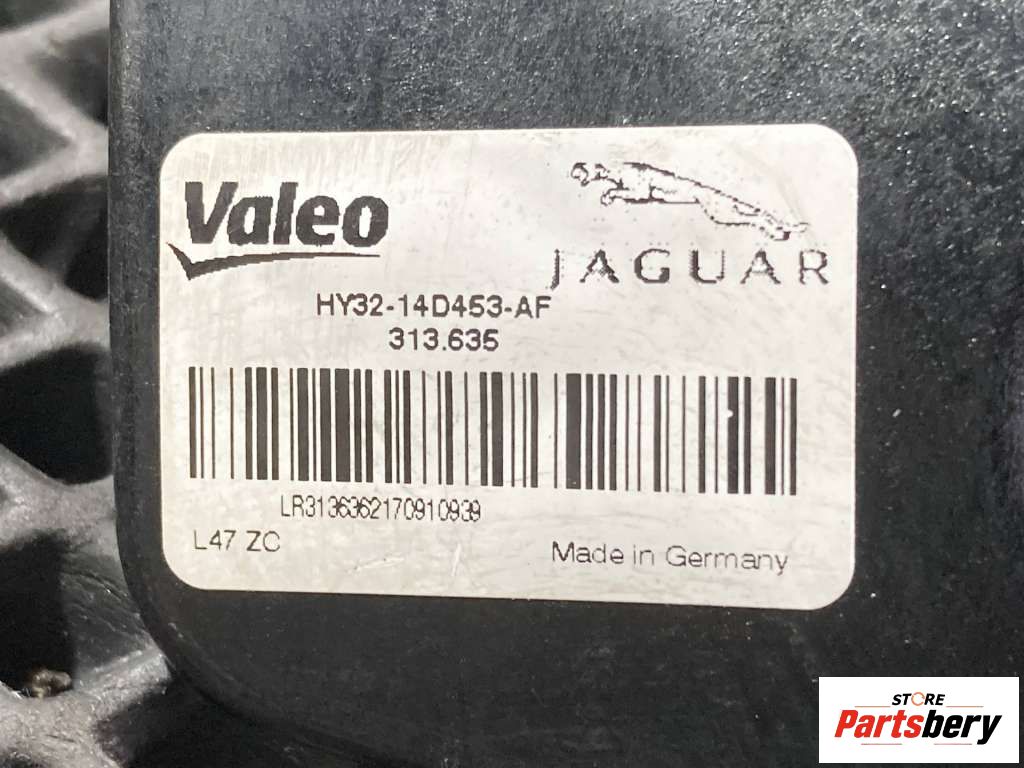 Valeo
JAGUAR
HY32-14D453-AF
313.635
LR3136362170910939
L47 ZC
Made in Germany
STORE
Partsbery